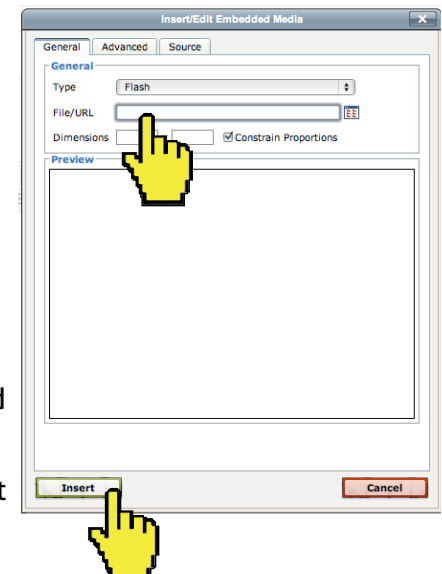 Insert/Edit Embedded Media
General Advanced Source
General
Type Flash
File/URL
Dimensions Constrain Proportions
Preview
Insert Cancel